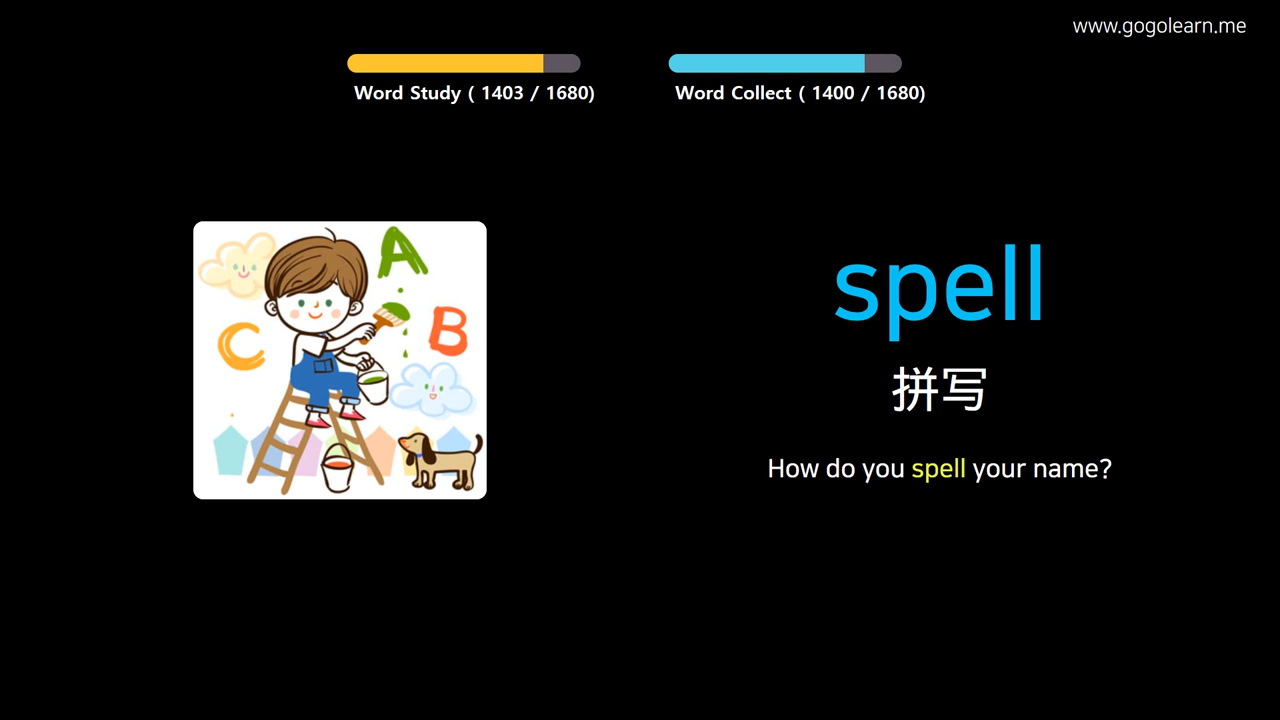 www.gogolearn.me
Word Study ( 1403 / 1680)
Word Collect ( 1400 / 1680)
A
B
C
spell
拼写
How do you spell your name?